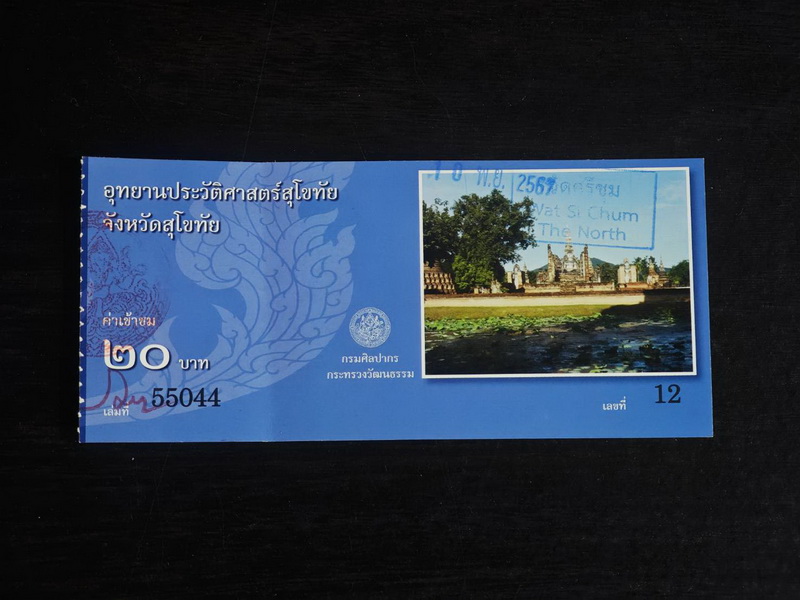 อุทยานประวัติศาสตร์สุโขทัย
จังหวัดสุโขทัย
ค่าเข้าชม
๒๐ บาท
เล่มที่ 55044
กรมศิลปากร
กระทรวงวัฒนธรรม
10 พ.ย. 2567
วัดศรีชุม
Wat Si Chum
The North
เลขที่ 12